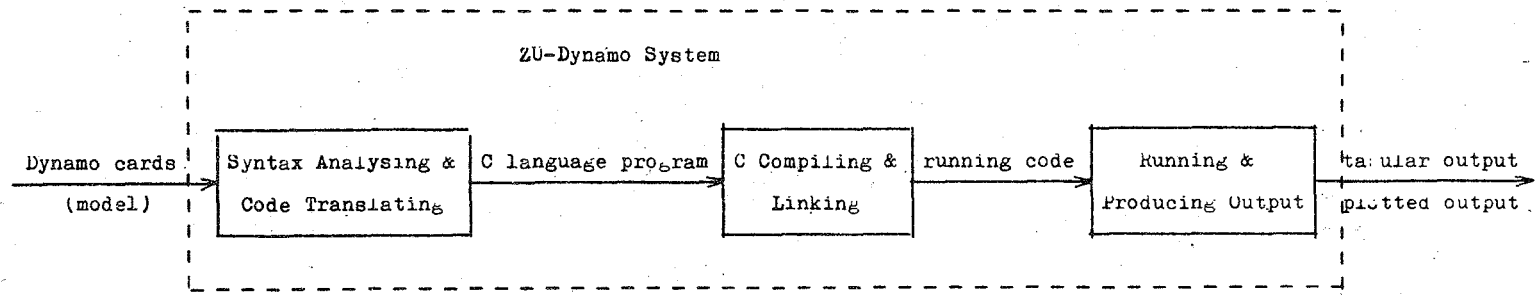 ZU-Dynamo System
Dynamo cards
(model)
Syntax Analysing &
Code Translating
C language program
C Compiling &
Linking
running code
Running &
Producing Output
tabular output
plotted output